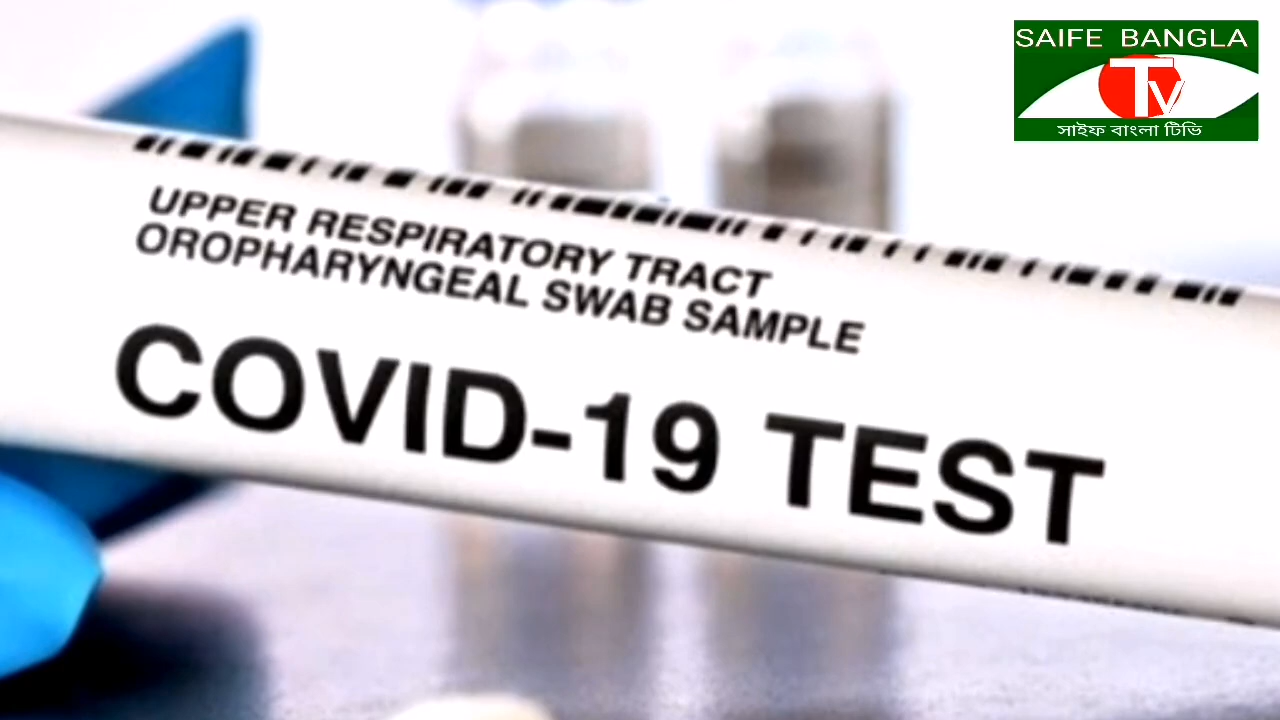 SAIFE BANGLA
Tv
সাইফ বাংলা টিভি
UPPER RESPIRATORY TRACT
OROPHARYNGEAL SWAB SAMPLE
COVID-19 TEST